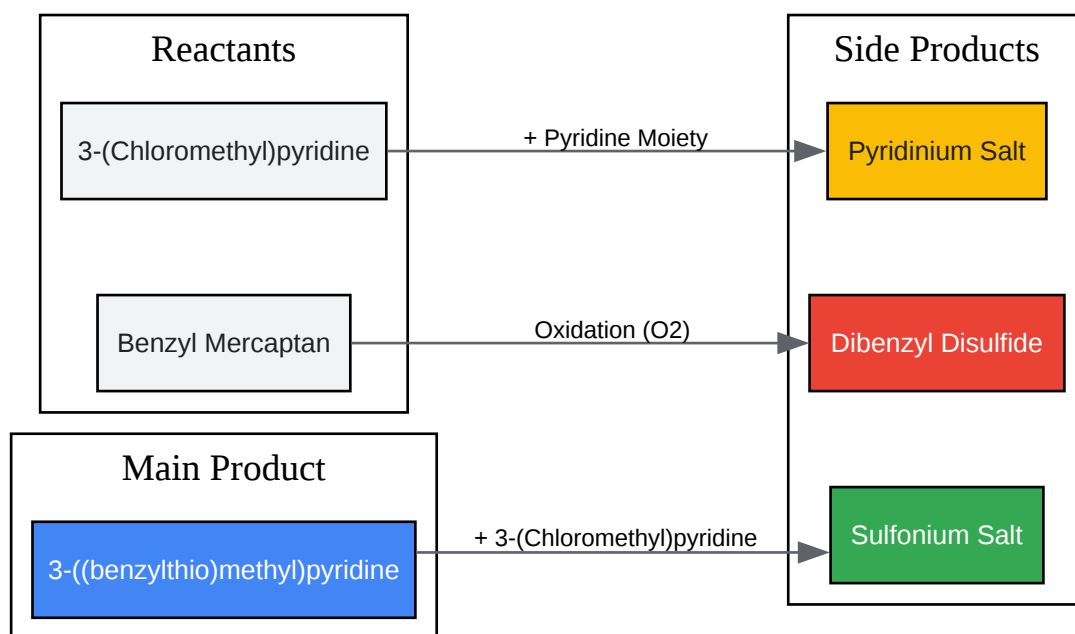 Reactants
Side Products
3-(Chloromethyl)pyridine
+ Pyridine Moiety
Pyridinium Salt
Benzyl Mercaptan
Oxidation (O2)
Dibenzyl Disulfide
Main Product
3-((benzylthio)methyl)pyridine
+ 3-(Chloromethyl)pyridine
Sulfonium Salt